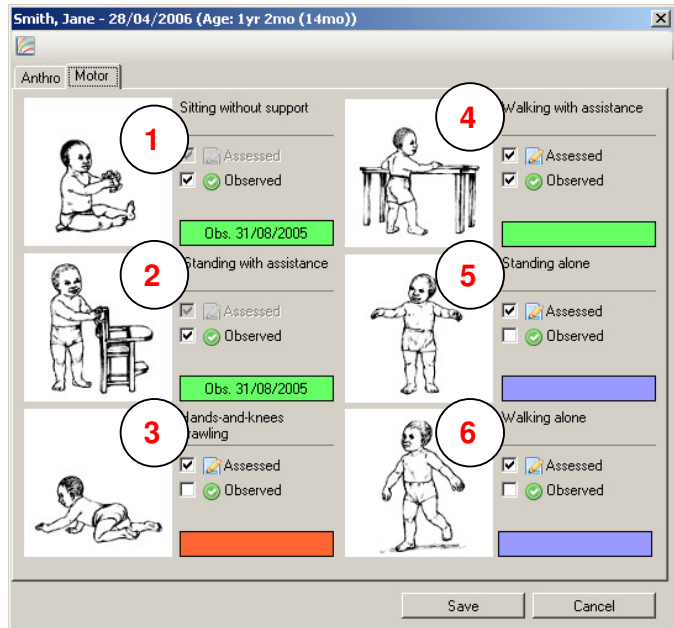 Smith, Jane - 28/04/2006 (Age: 1yr 2mo (14mo))
Anthro
Motor
1
Sitting without support
Assessed
Observed
Obs. 31/08/2005
2
Standing with assistance
Assessed
Observed
Obs. 31/08/2005
3
Hands-and-knees
rawling
Assessed
Observed
4
Walking with assistance
Assessed
Observed
5
Standing alone
Assessed
Observed
6
Walking alone
Assessed
Observed
Save
Cancel